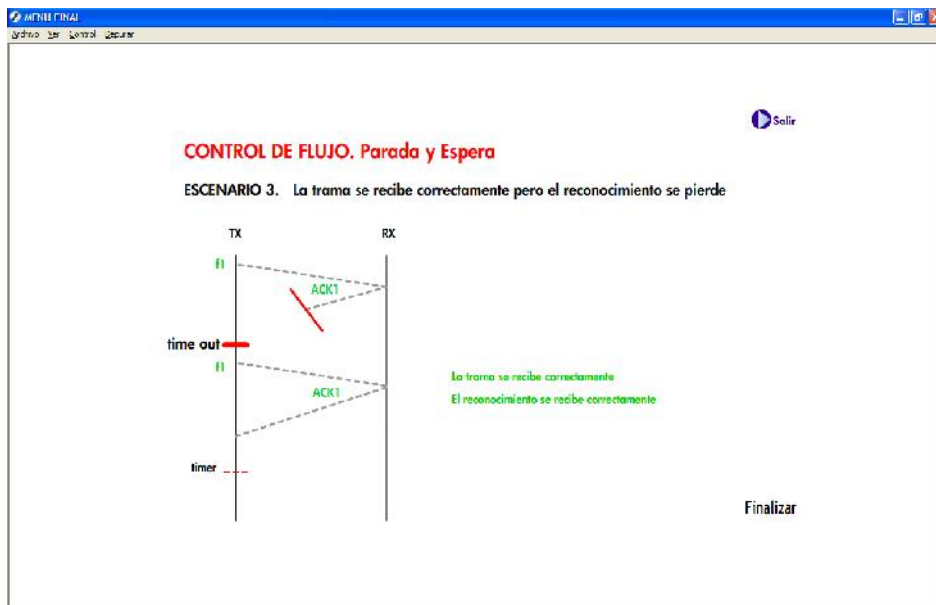 MENU FINAL
Archivo Ver Control Depurar
Salir
CONTROL DE FLUJO. Parada y Espera
ESCENARIO 3. La trama se recibe correctamente pero el reconocimiento se pierde
TX RX
f1
ACK1
time out
f1
ACK1
La trama se recibe correctamente
El reconocimiento se recibe correctamente
timer
Finalizar